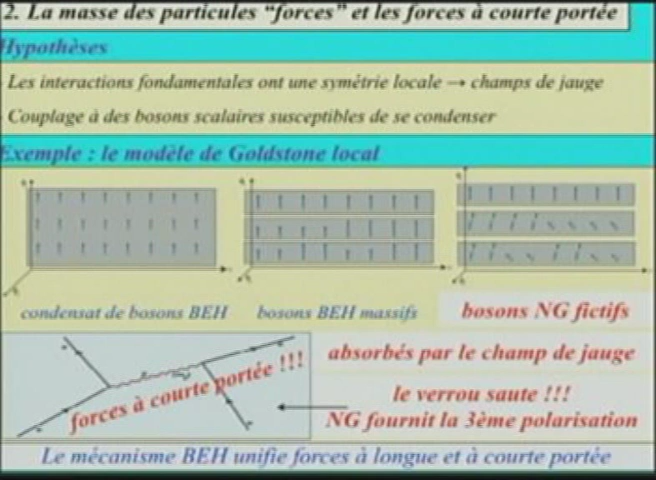 2. La masse des particules “forces” et les forces à courte portée
Hypothèses
Les interactions fondamentales ont une symétrie locale → champs de jauge
Couplage à des bosons scalaires susceptibles de se condenser
Exemple : le modèle de Goldstone local
condensat de bosons BEH
bosons BEH massifs
bosons NG fictifs
absorbés par le champ de jauge
forces à courte portée !!!
le verrou saute !!!
NG fournit la 3ème polarisation
Le mécanisme BEH unifie forces à longue et à courte portée